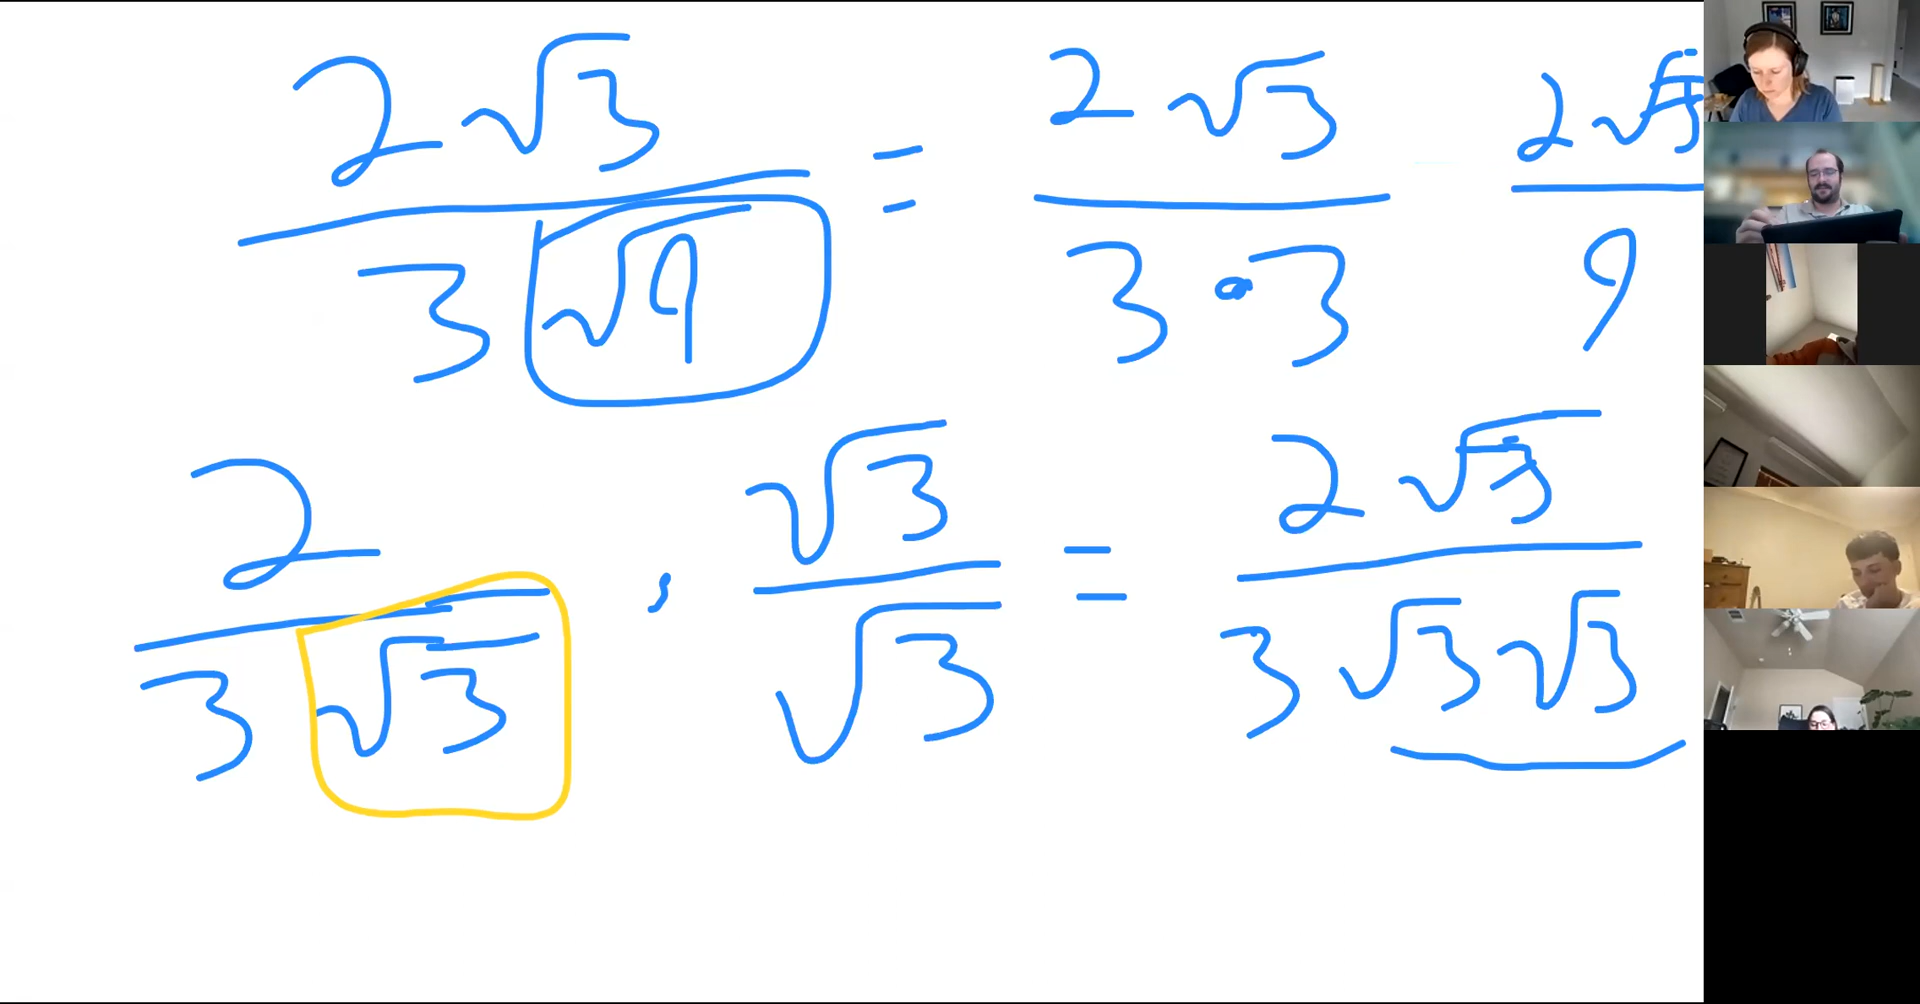 2√3 / 3√9 = 2√3 / 3·3 2√3 / 9
2 / 3√3 · √3 / √3 = 2√3 / 3√3√3